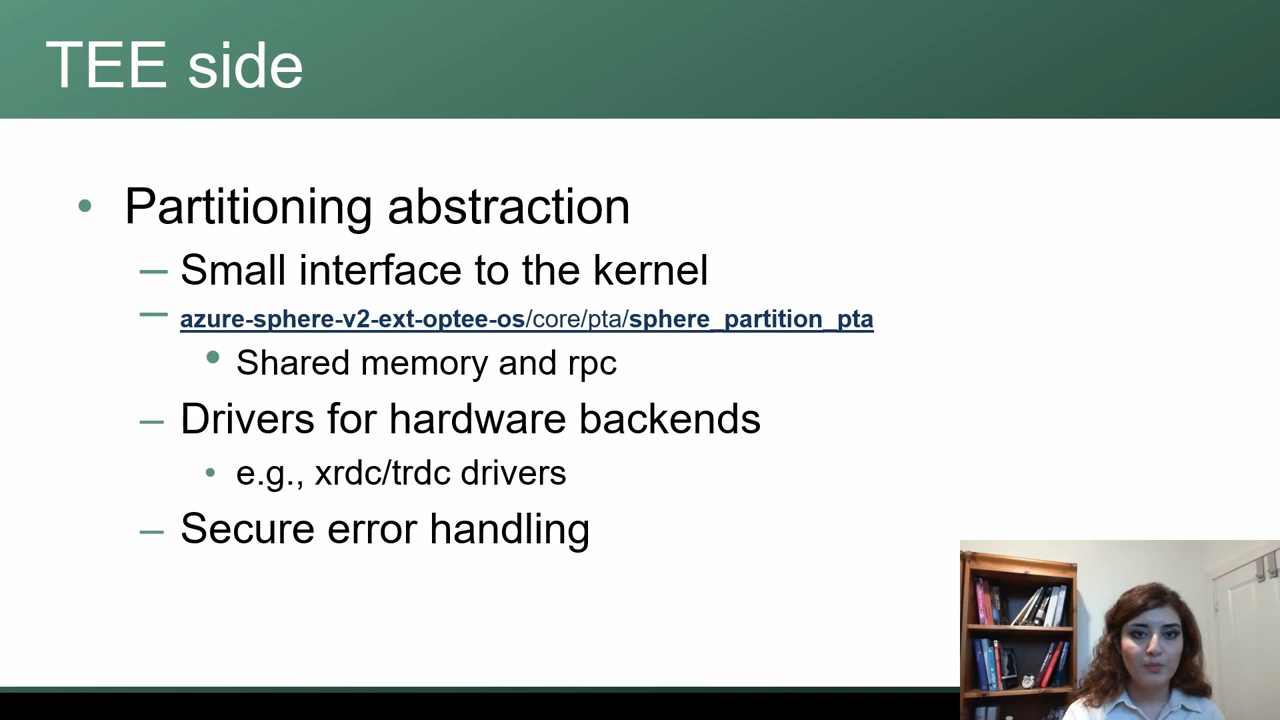 TEE side
• Partitioning abstraction
– Small interface to the kernel
– azure-sphere-v2-ext-optee-os/core/pta/sphere_partition_pta
• Shared memory and rpc
– Drivers for hardware backends
• e.g., xrdc/trdc drivers
– Secure error handling